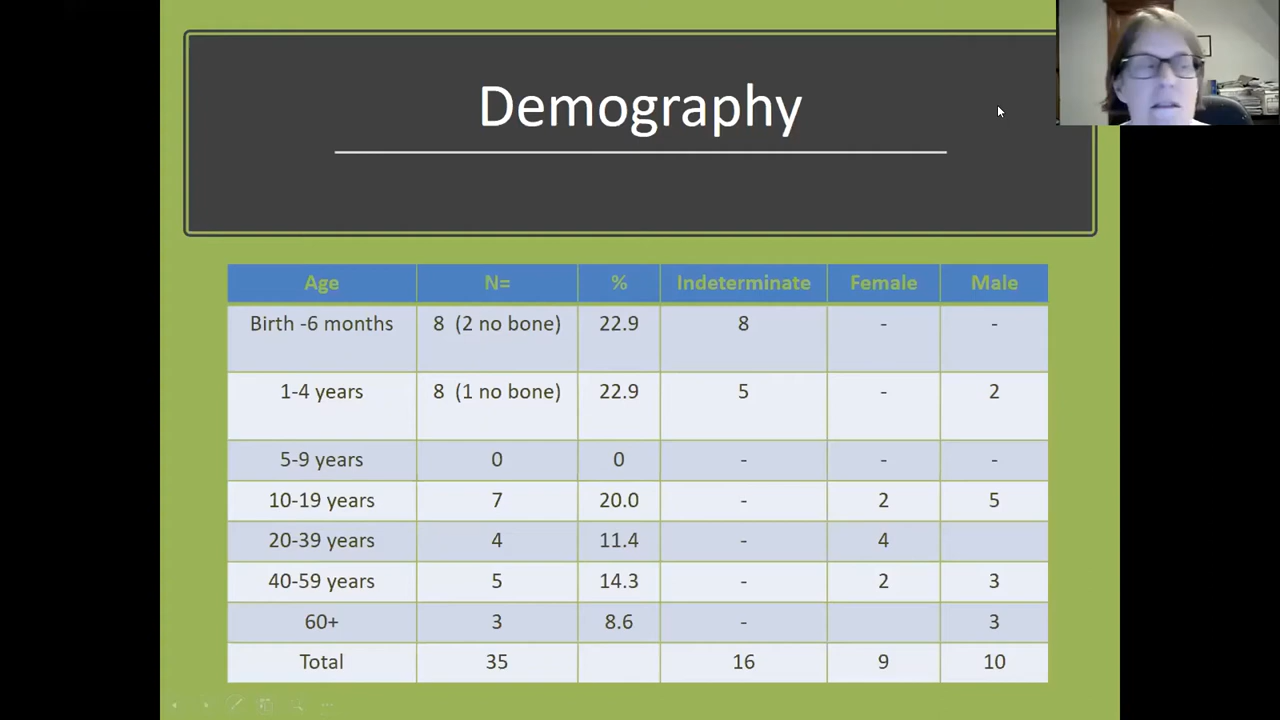 Demography
Age N= % Indeterminate Female Male
Birth -6 months 8 (2 no bone) 22.9 8 - -
1-4 years 8 (1 no bone) 22.9 5 - 2
5-9 years 0 0 - - -
10-19 years 7 20.0 - 2 5
20-39 years 4 11.4 - 4
40-59 years 5 14.3 - 2 3
60+ 3 8.6 - 3
Total 35 16 9 10